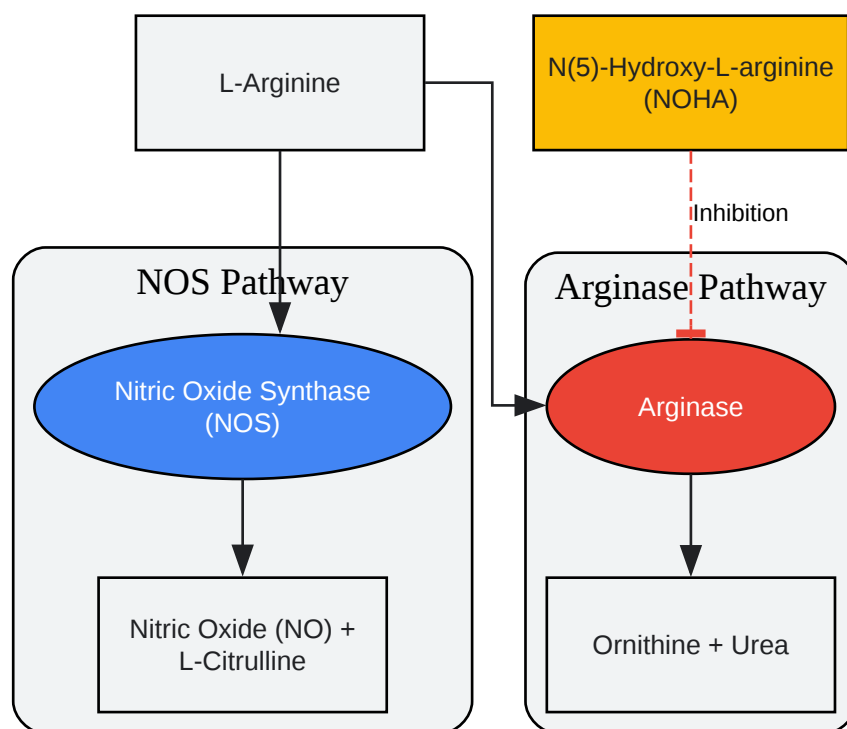 L-Arginine
N(5)-Hydroxy-L-arginine
(NOHA)
Inhibition
NOS Pathway
Arginase Pathway
Nitric Oxide Synthase
(NOS)
Arginase
Nitric Oxide (NO) +
L-Citrulline
Ornithine + Urea